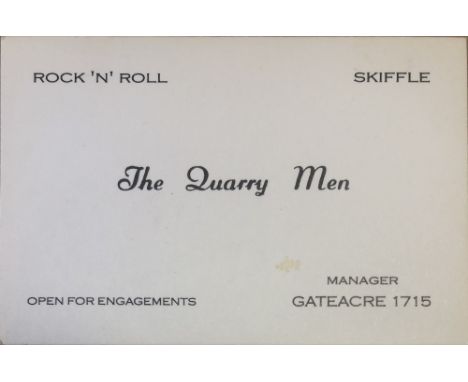 ROCK 'N' ROLL SKIFFLE
The Quarry Men
MANAGER
OPEN FOR ENGAGEMENTS GATEACRE 1715